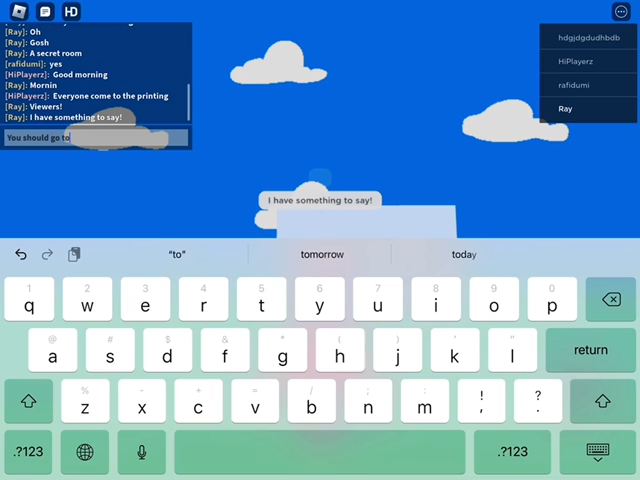 HD
[Ray]: Oh
[Ray]: Gosh
[Ray]: A secret room
[rafidumi]: yes
[HiPlayerz]: Good morning
[Ray]: Mornin
[HiPlayerz]: Everyone come to the printing
[Ray]: Viewers!
[Ray]: I have something to say!
You should go to
hdgjdgdudhbdb
HiPlayerz
rafidumi
Ray
I have something to say!
"to" tomorrow today
1 2 3 4 5 6 7 8 9 0
q w e r t y u i o p
@ # $ & * ( ) ' "
a s d f g h j k l
return
% - + = / ; : ! ?
z x c v b n m , .
.?123 .?123